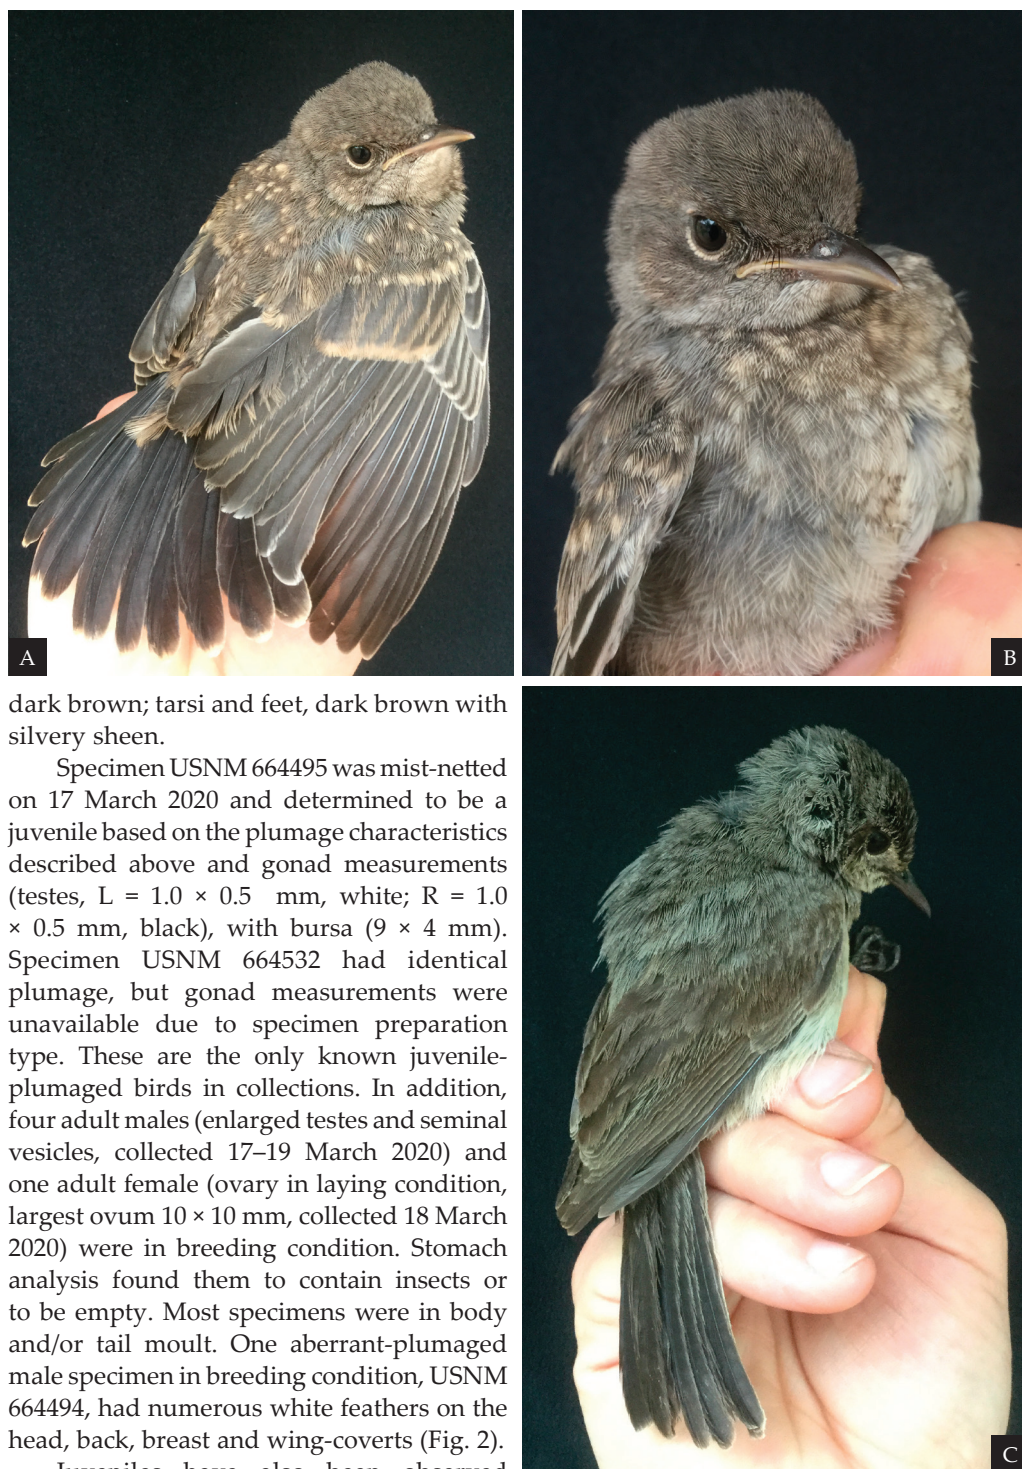 A
B
dark brown; tarsi and feet, dark brown with
silvery sheen.
Specimen USNM 664495 was mist-netted
on 17 March 2020 and determined to be a
juvenile based on the plumage characteristics
described above and gonad measurements
(testes, L = 1.0 × 0.5 mm, white; R = 1.0
× 0.5 mm, black), with bursa (9 × 4 mm).
Specimen USNM 664532 had identical
plumage, but gonad measurements were
unavailable due to specimen preparation
type. These are the only known juvenile-
plumaged birds in collections. In addition,
four adult males (enlarged testes and seminal
vesicles, collected 17–19 March 2020) and
one adult female (ovary in laying condition,
largest ovum 10 × 10 mm, collected 18 March
2020) were in breeding condition. Stomach
analysis found them to contain insects or
to be empty. Most specimens were in body
and/or tail moult. One aberrant-plumaged
male specimen in breeding condition, USNM
664494, had numerous white feathers on the
head, back, breast and wing-coverts (Fig. 2).
Juveniles have also been observed
C